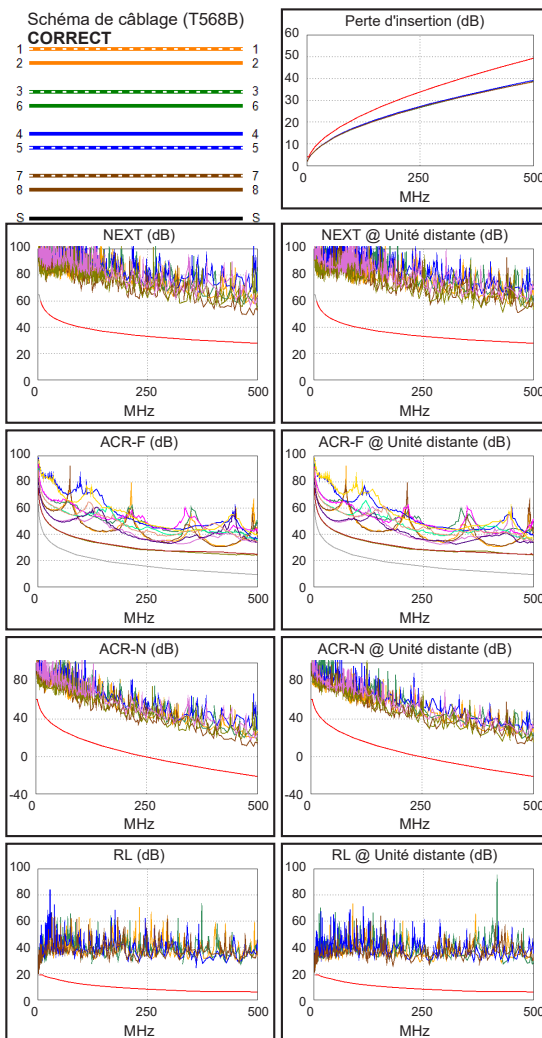 Schéma de câblage (T568B)
CORRECT
1 1
2 2
3 3
6 6
4 4
5 5
7 7
8 8
S S
Perte d'insertion (dB)
60
50
40
30
20
10
0
0 250 500
MHz
NEXT (dB)
100
80
60
40
20
0
0 250 500
MHz
NEXT @ Unité distante (dB)
100
80
60
40
20
0
0 250 500
MHz
ACR-F (dB)
100
80
60
40
20
0
0 250 500
MHz
ACR-F @ Unité distante (dB)
100
80
60
40
20
0
0 250 500
MHz
ACR-N (dB)
80
40
0
-40
0 250 500
MHz
ACR-N @ Unité distante (dB)
80
40
0
-40
0 250 500
MHz
RL (dB)
100
80
60
40
20
0
0 250 500
MHz
RL @ Unité distante (dB)
100
80
60
40
20
0
0 250 500
MHz